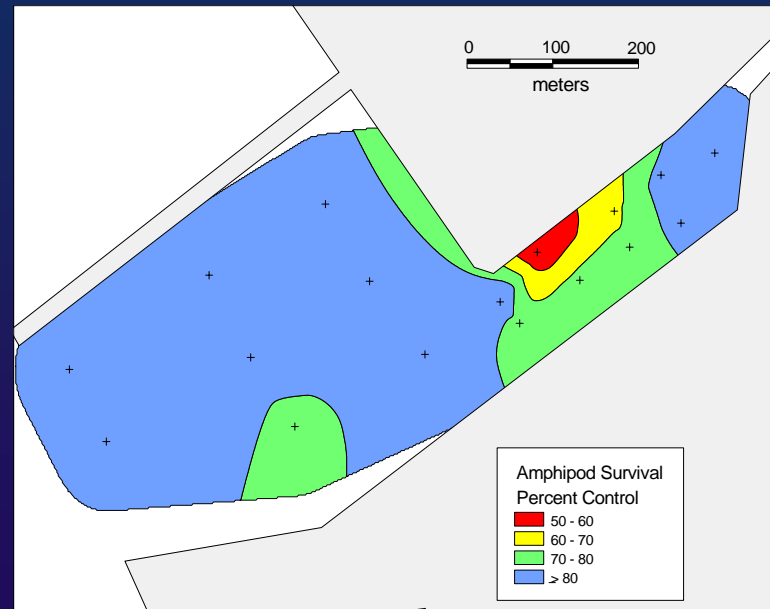 0 100 200
meters
Amphipod Survival
Percent Control
50 - 60
60 - 70
70 - 80
≥ 80